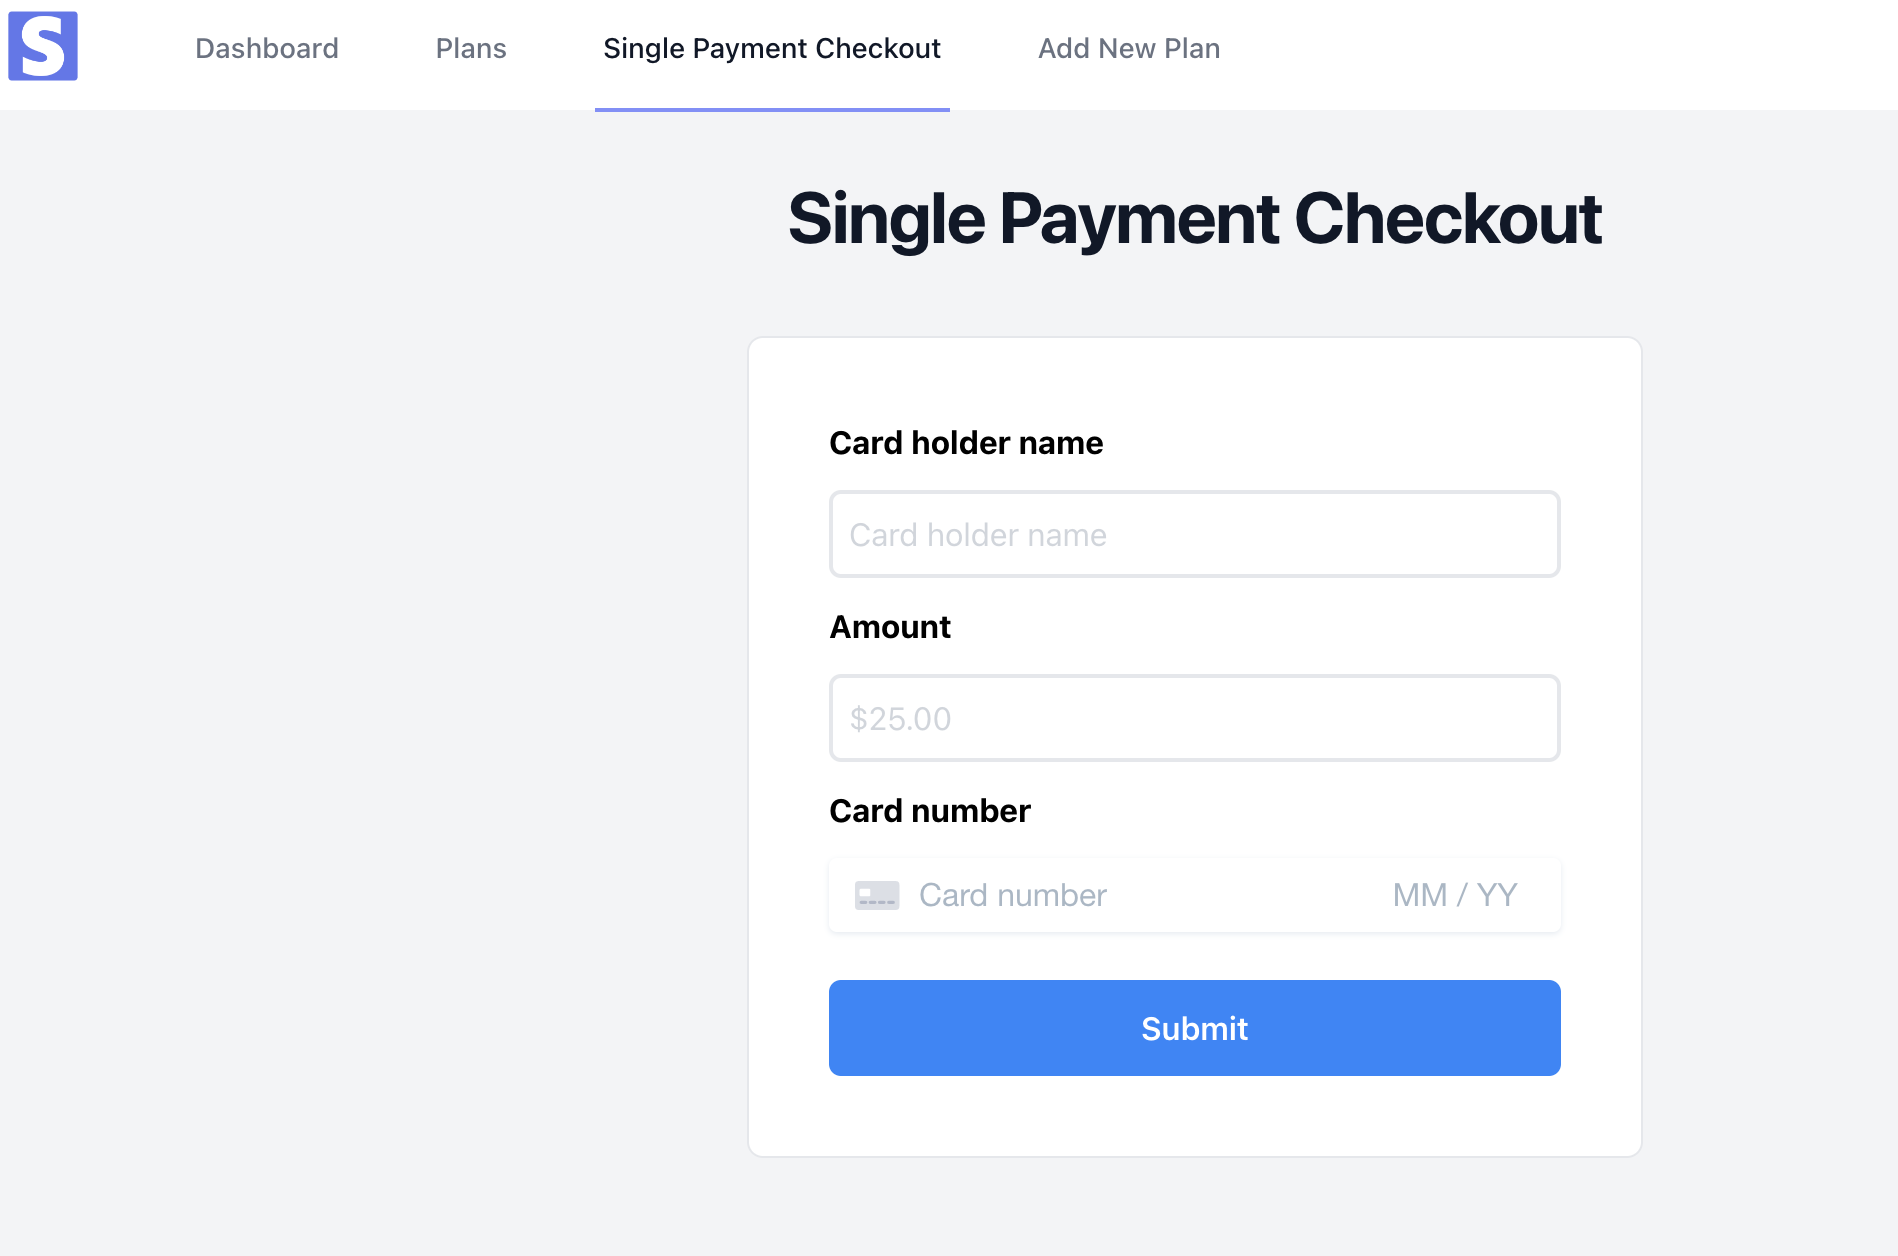 S
Dashboard Plans Single Payment Checkout Add New Plan
Single Payment Checkout
Card holder name
Card holder name
Amount
$25.00
Card number
Card number MM / YY
Submit